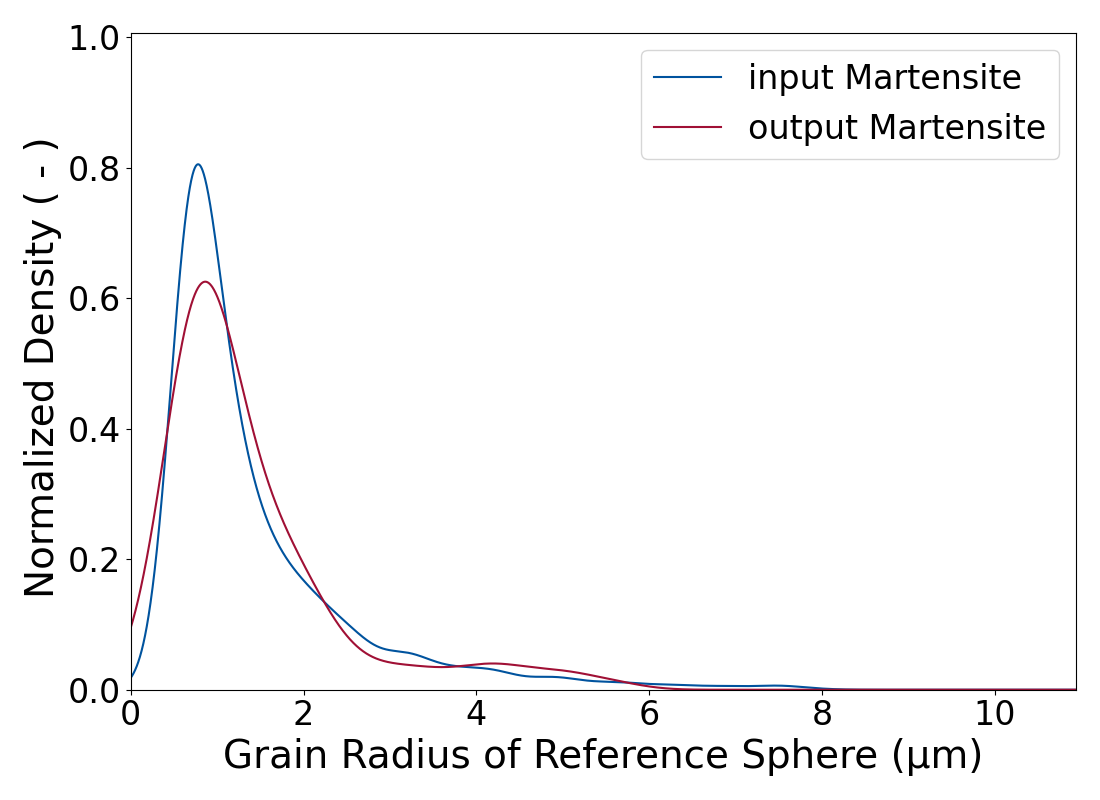 input Martensite
output Martensite
Normalized Density ( - )
1.0
0.8
0.6
0.4
0.2
0.0
0 2 4 6 8 10
Grain Radius of Reference Sphere (μm)